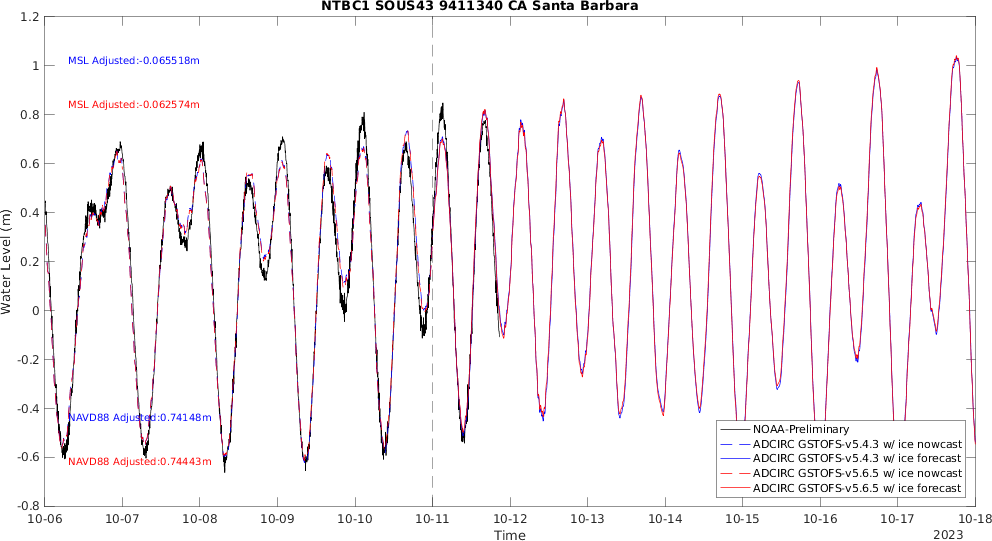 NTBC1 SOUS43 9411340 CA Santa Barbara
1.2
1
0.8
0.6
0.4
0.2
0
-0.2
-0.4
-0.6
-0.8
Water Level (m)
MSL Adjusted:-0.065518m
MSL Adjusted:-0.062574m
NAVD88 Adjusted:0.74148m
NAVD88 Adjusted:0.74443m
NOAA-Preliminary
ADCIRC GSTOFS-v5.4.3 w/ ice nowcast
ADCIRC GSTOFS-v5.4.3 w/ ice forecast
ADCIRC GSTOFS-v5.6.5 w/ ice nowcast
ADCIRC GSTOFS-v5.6.5 w/ ice forecast
10-06 10-07 10-08 10-09 10-10 10-11 10-12 10-13 10-14 10-15 10-16 10-17 10-18
Time
2023